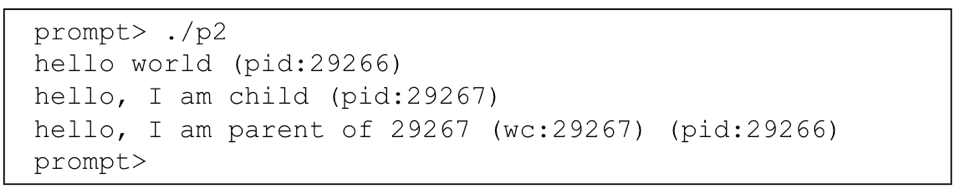 prompt> ./p2
hello world (pid:29266)
hello, I am child (pid:29267)
hello, I am parent of 29267 (wc:29267) (pid:29266)
prompt>